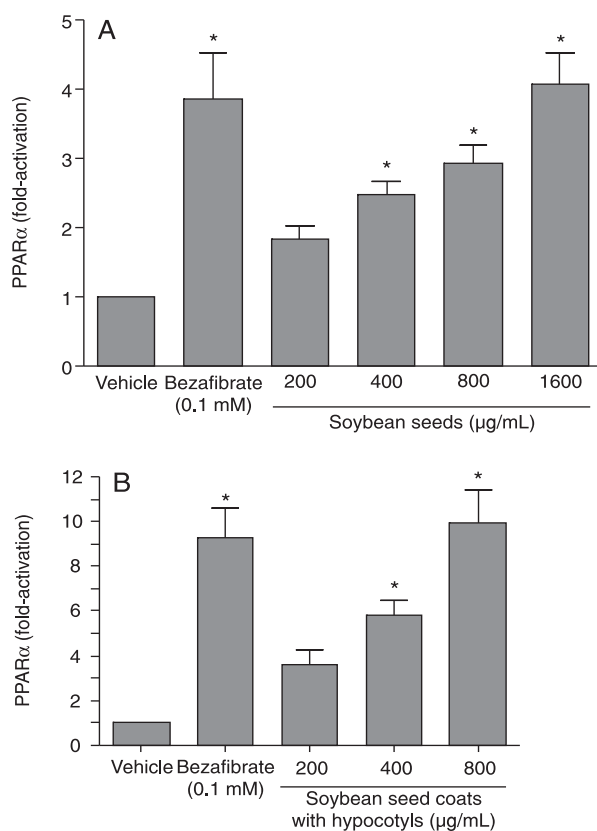 A
5
4
3
2
1
0
PPARα (fold-activation)
*
*
*
*
Vehicle Bezafibrate (0.1 mM) 200 400 800 1600
Soybean seeds (µg/mL)
B
12
10
8
6
4
2
0
PPARα (fold-activation)
*
*
*
Vehicle Bezafibrate (0.1 mM) 200 400 800
Soybean seed coats
with hypocotyls (µg/mL)